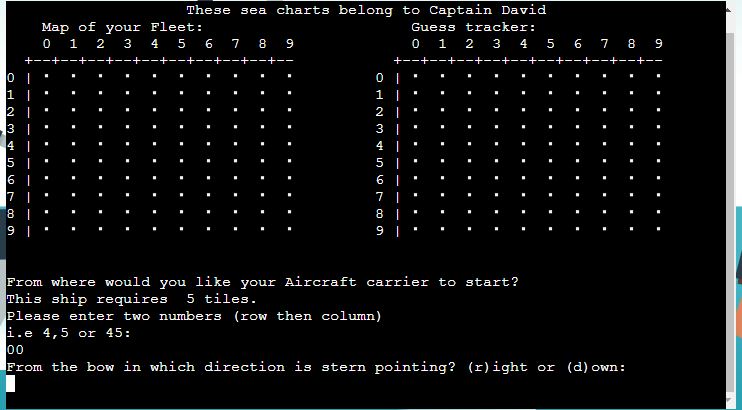 These sea charts belong to Captain David
Map of your Fleet: Guess tracker:
0 1 2 3 4 5 6 7 8 9 0 1 2 3 4 5 6 7 8 9
+--+--+--+--+--+--+--+--+--+-- +--+--+--+--+--+--+--+--+--+--
0 | · · · · · · · · · · 0 | · · · · · · · · · ·
1 | · · · · · · · · · · 1 | · · · · · · · · · ·
2 | · · · · · · · · · · 2 | · · · · · · · · · ·
3 | · · · · · · · · · · 3 | · · · · · · · · · ·
4 | · · · · · · · · · · 4 | · · · · · · · · · ·
5 | · · · · · · · · · · 5 | · · · · · · · · · ·
6 | · · · · · · · · · · 6 | · · · · · · · · · ·
7 | · · · · · · · · · · 7 | · · · · · · · · · ·
8 | · · · · · · · · · · 8 | · · · · · · · · · ·
9 | · · · · · · · · · · 9 | · · · · · · · · · ·
From where would you like your Aircraft carrier to start?
This ship requires  5 tiles.
Please enter two numbers (row then column)
i.e 4,5 or 45:
00
From the bow in which direction is stern pointing? (r)ight or (d)own: